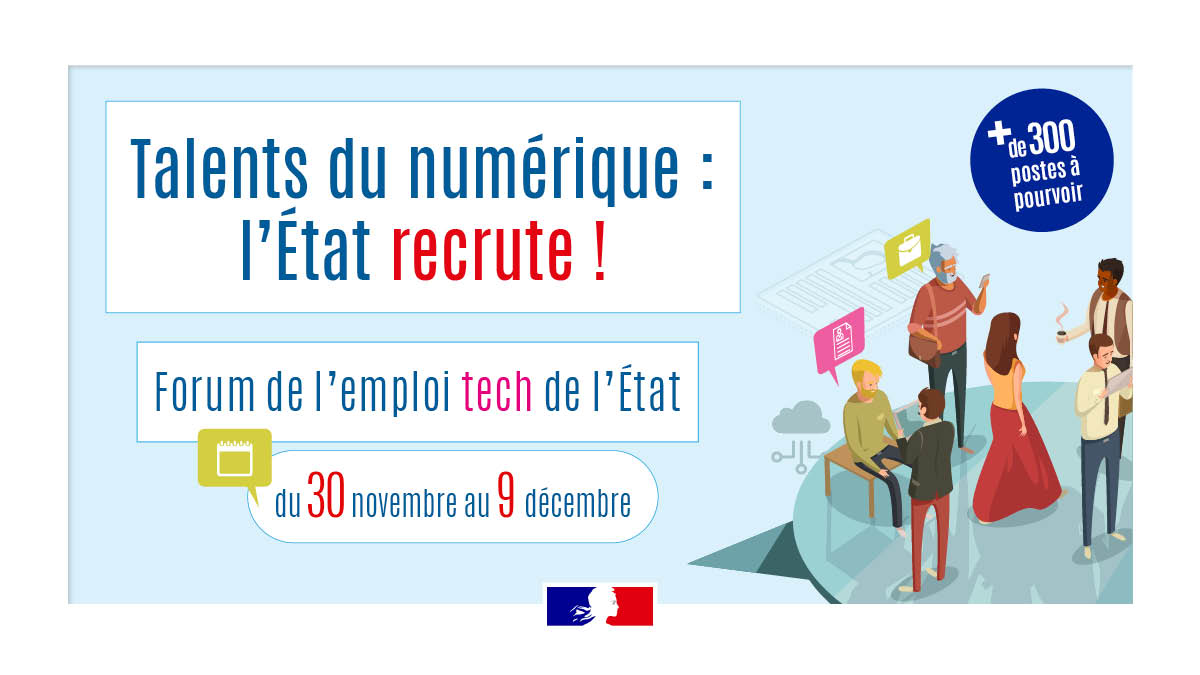 Talents du numérique :
l’État recrute !
+ de 300
postes à
pourvoir
Forum de l’emploi tech de l’État
du 30 novembre au 9 décembre